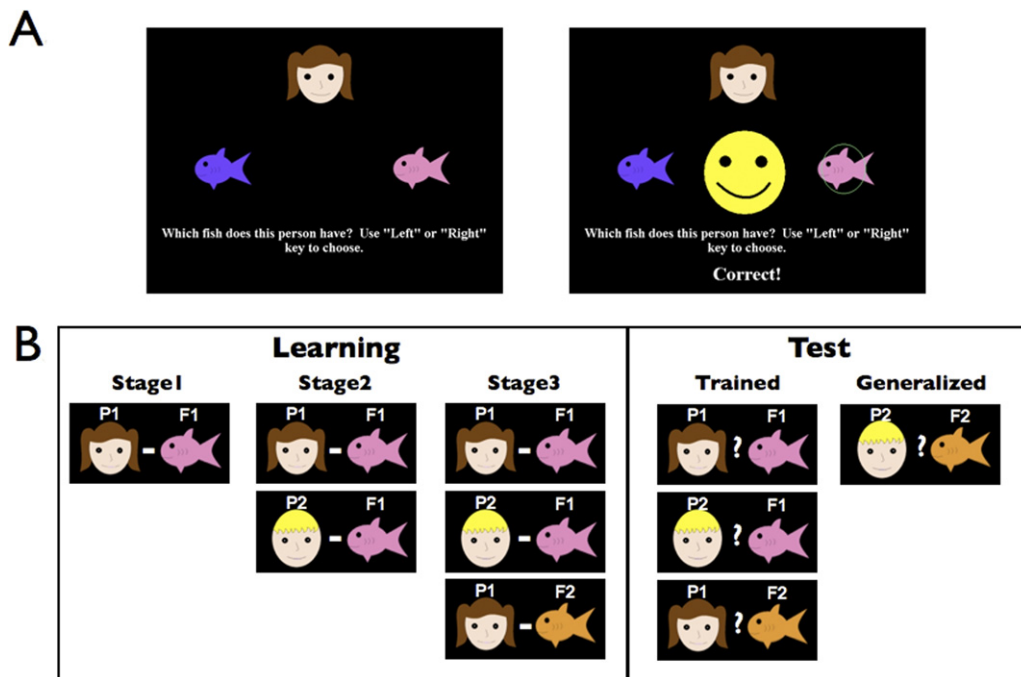 A
Which fish does this person have? Use "Left" or "Right"
key to choose.
Which fish does this person have? Use "Left" or "Right"
key to choose.
Correct!
B
Learning
Test
Stage1
Stage2
Stage3
Trained
Generalized
P1 F1
P1 F1
P1 F1
P1 F1
P2 F2
- - - ? ?
P2 F1
P2 F1
P2 F1
- - ?
P1 F2
P1 F2
- ?